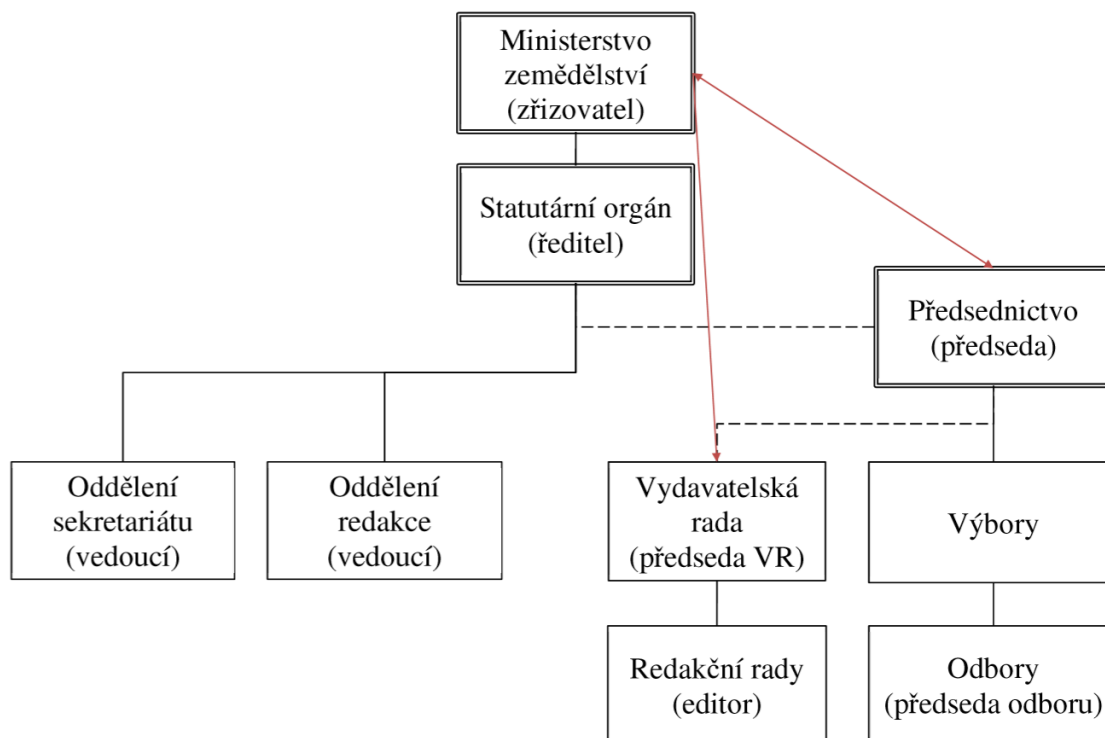 Ministerstvo
zemědělství
(zřizovatel)
Statutární orgán
(ředitel)
Předsednictvo
(předseda)
Oddělení
sekretariátu
(vedoucí)
Oddělení
redakce
(vedoucí)
Vydavatelská
rada
(předseda VR)
Výbory
Redakční rady
(editor)
Odbory
(předseda odboru)